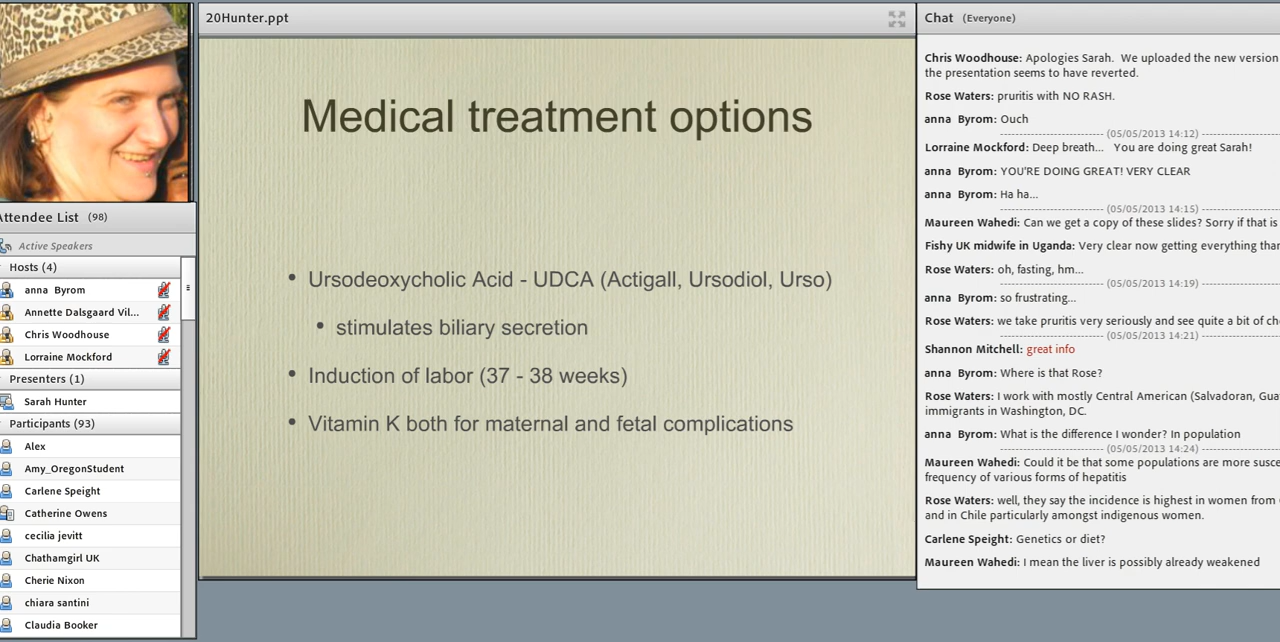 20Hunter.ppt
Medical treatment options
• Ursodeoxycholic Acid - UDCA (Actigall, Ursodiol, Urso)
• stimulates biliary secretion
• Induction of labor (37 - 38 weeks)
• Vitamin K both for maternal and fetal complications
Attendee List (98)
Active Speakers
Hosts (4)
anna Byrom
Annette Dalsgaard Vil...
Chris Woodhouse
Lorraine Mockford
Presenters (1)
Sarah Hunter
Participants (93)
Alex
Amy_OregonStudent
Carlene Speight
Catherine Owens
cecilia jevitt
Chathamgirl UK
Cherie Nixon
chiara santini
Claudia Booker
Chat (Everyone)
Chris Woodhouse: Apologies Sarah. We uploaded the new version
the presentation seems to have reverted.
Rose Waters: pruritis with NO RASH.
anna Byrom: Ouch
(05/05/2013 14:12)
Lorraine Mockford: Deep breath... You are doing great Sarah!
anna Byrom: YOU'RE DOING GREAT! VERY CLEAR
anna Byrom: Ha ha...
(05/05/2013 14:15)
Maureen Wahedi: Can we get a copy of these slides? Sorry if that is
Fishy UK midwife in Uganda: Very clear now getting everything
Rose Waters: oh, fasting, hm...
(05/05/2013 14:19)
anna Byrom: so frustrating...
Rose Waters: we take pruritis very seriously and see quite a bit of
(05/05/2013 14:21)
Shannon Mitchell: great info
anna Byrom: Where is that Rose?
Rose Waters: I work with mostly Central American (Salvadoran,
immigrants in Washington, DC.
anna Byrom: What is the difference I wonder? In population
(05/05/2013 14:24)
Maureen Wahedi: Could it be that some populations are more
frequency of various forms of hepatitis
Rose Waters: well, they say the incidence is highest in women from
and in Chile particularly amongst indigenous women.
Carlene Speight: Genetics or diet?
Maureen Wahedi: I mean the liver is possibly already weakened